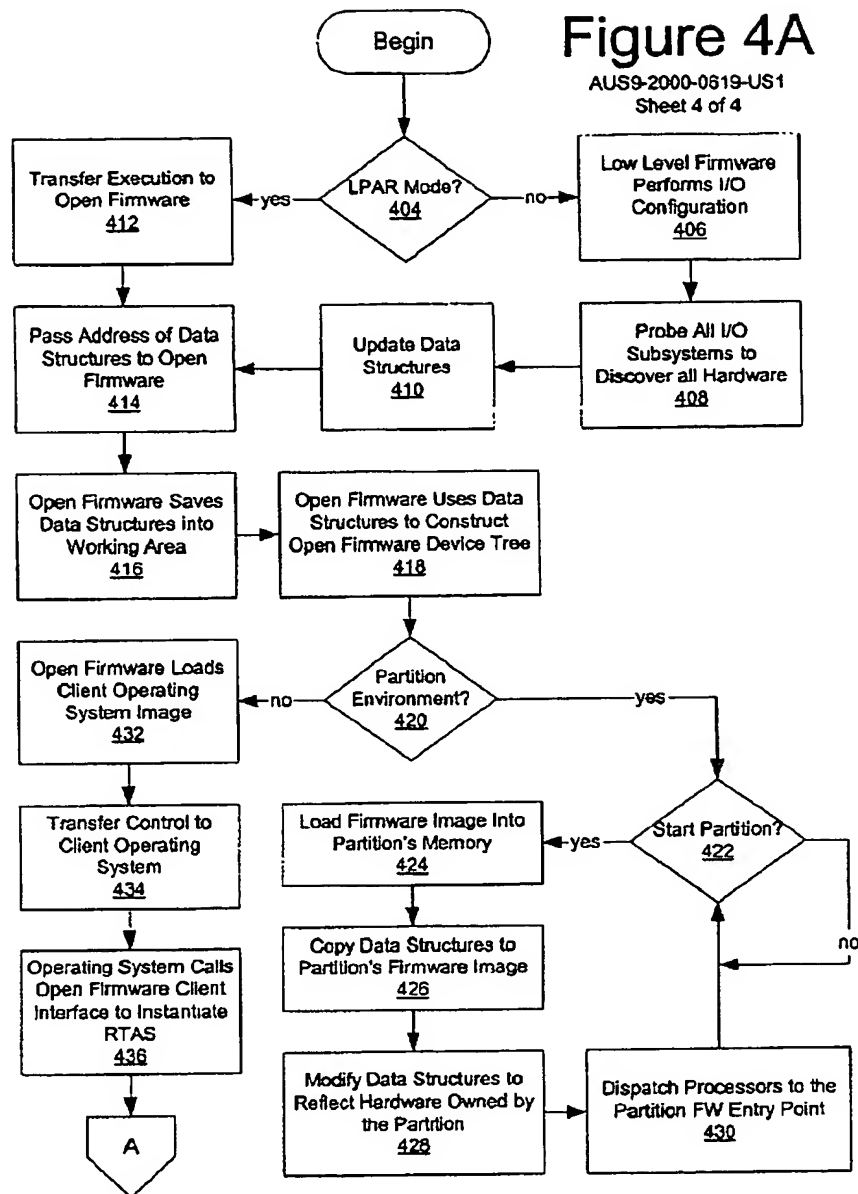 Figure 4A
AUS9-2000-0619-US1
Sheet 4 of 4
Begin
LPAR Mode?
404
yes
no
Transfer Execution to
Open Firmware
412
Low Level Firmware
Performs I/O
Configuration
406
Pass Address of Data
Structures to Open
Firmware
414
Update Data
Structures
410
Probe All I/O
Subsystems to
Discover all Hardware
408
Open Firmware Saves
Data Structures into
Working Area
416
Open Firmware Uses Data
Structures to Construct
Open Firmware Device Tree
418
Open Firmware Loads
Client Operating
System Image
432
no
Partition
Environment?
420
yes
Transfer Control to
Client Operating
System
434
Load Firmware Image Into
Partition's Memory
424
yes
Start Partition?
422
no
Operating System Calls
Open Firmware Client
Interface to Instantiate
RTAS
436
Copy Data Structures to
Partition's Firmware Image
426
Modify Data Structures to
Reflect Hardware Owned by
the Partition
428
Dispatch Processors to the
Partition FW Entry Point
430
A